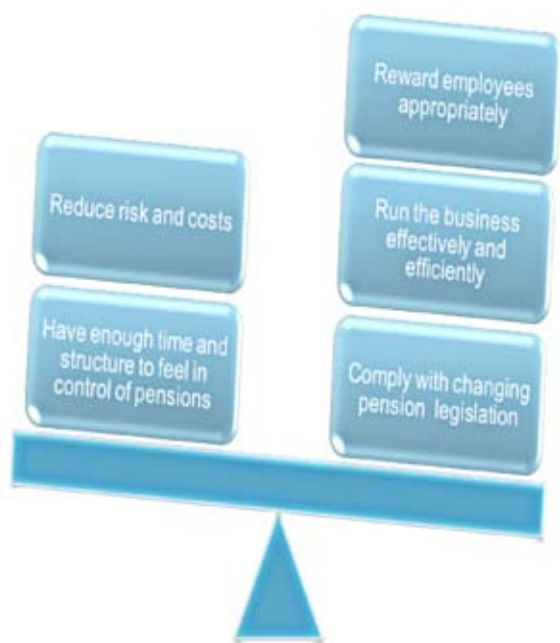 Reduce risk and costs
Have enough time and
structure to feel in
control of pensions
Reward employees
appropriately
Run the business
effectively and
efficiently
Comply with changing
pension legislation